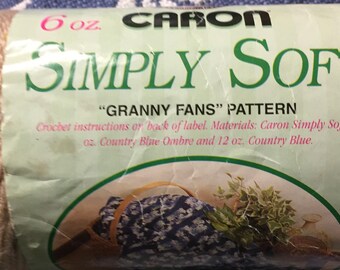 6 oz. CARON
SIMPLY SOF
"GRANNY FANS" PATTERN
Crochet instructions on back of label. Materials: Caron Simply Sof
oz. Country Blue Ombre and 12 oz. Country Blue.